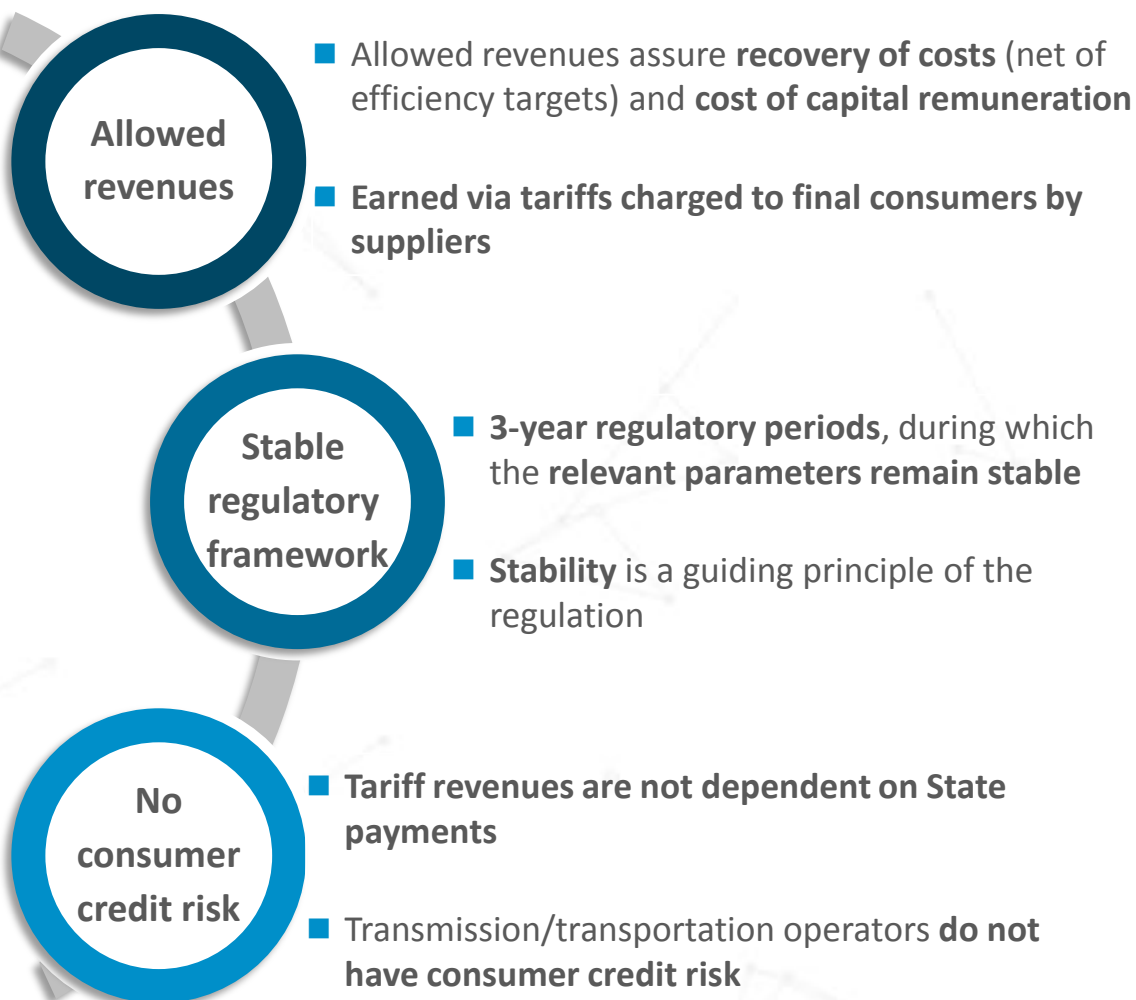 Allowed
revenues
Allowed revenues assure recovery of costs (net of
efficiency targets) and cost of capital remuneration
Earned via tariffs charged to final consumers by
suppliers
Stable
regulatory
framework
3-year regulatory periods, during which
the relevant parameters remain stable
Stability is a guiding principle of the
regulation
No
consumer
credit risk
Tariff revenues are not dependent on State
payments
Transmission/transportation operators do not
have consumer credit risk